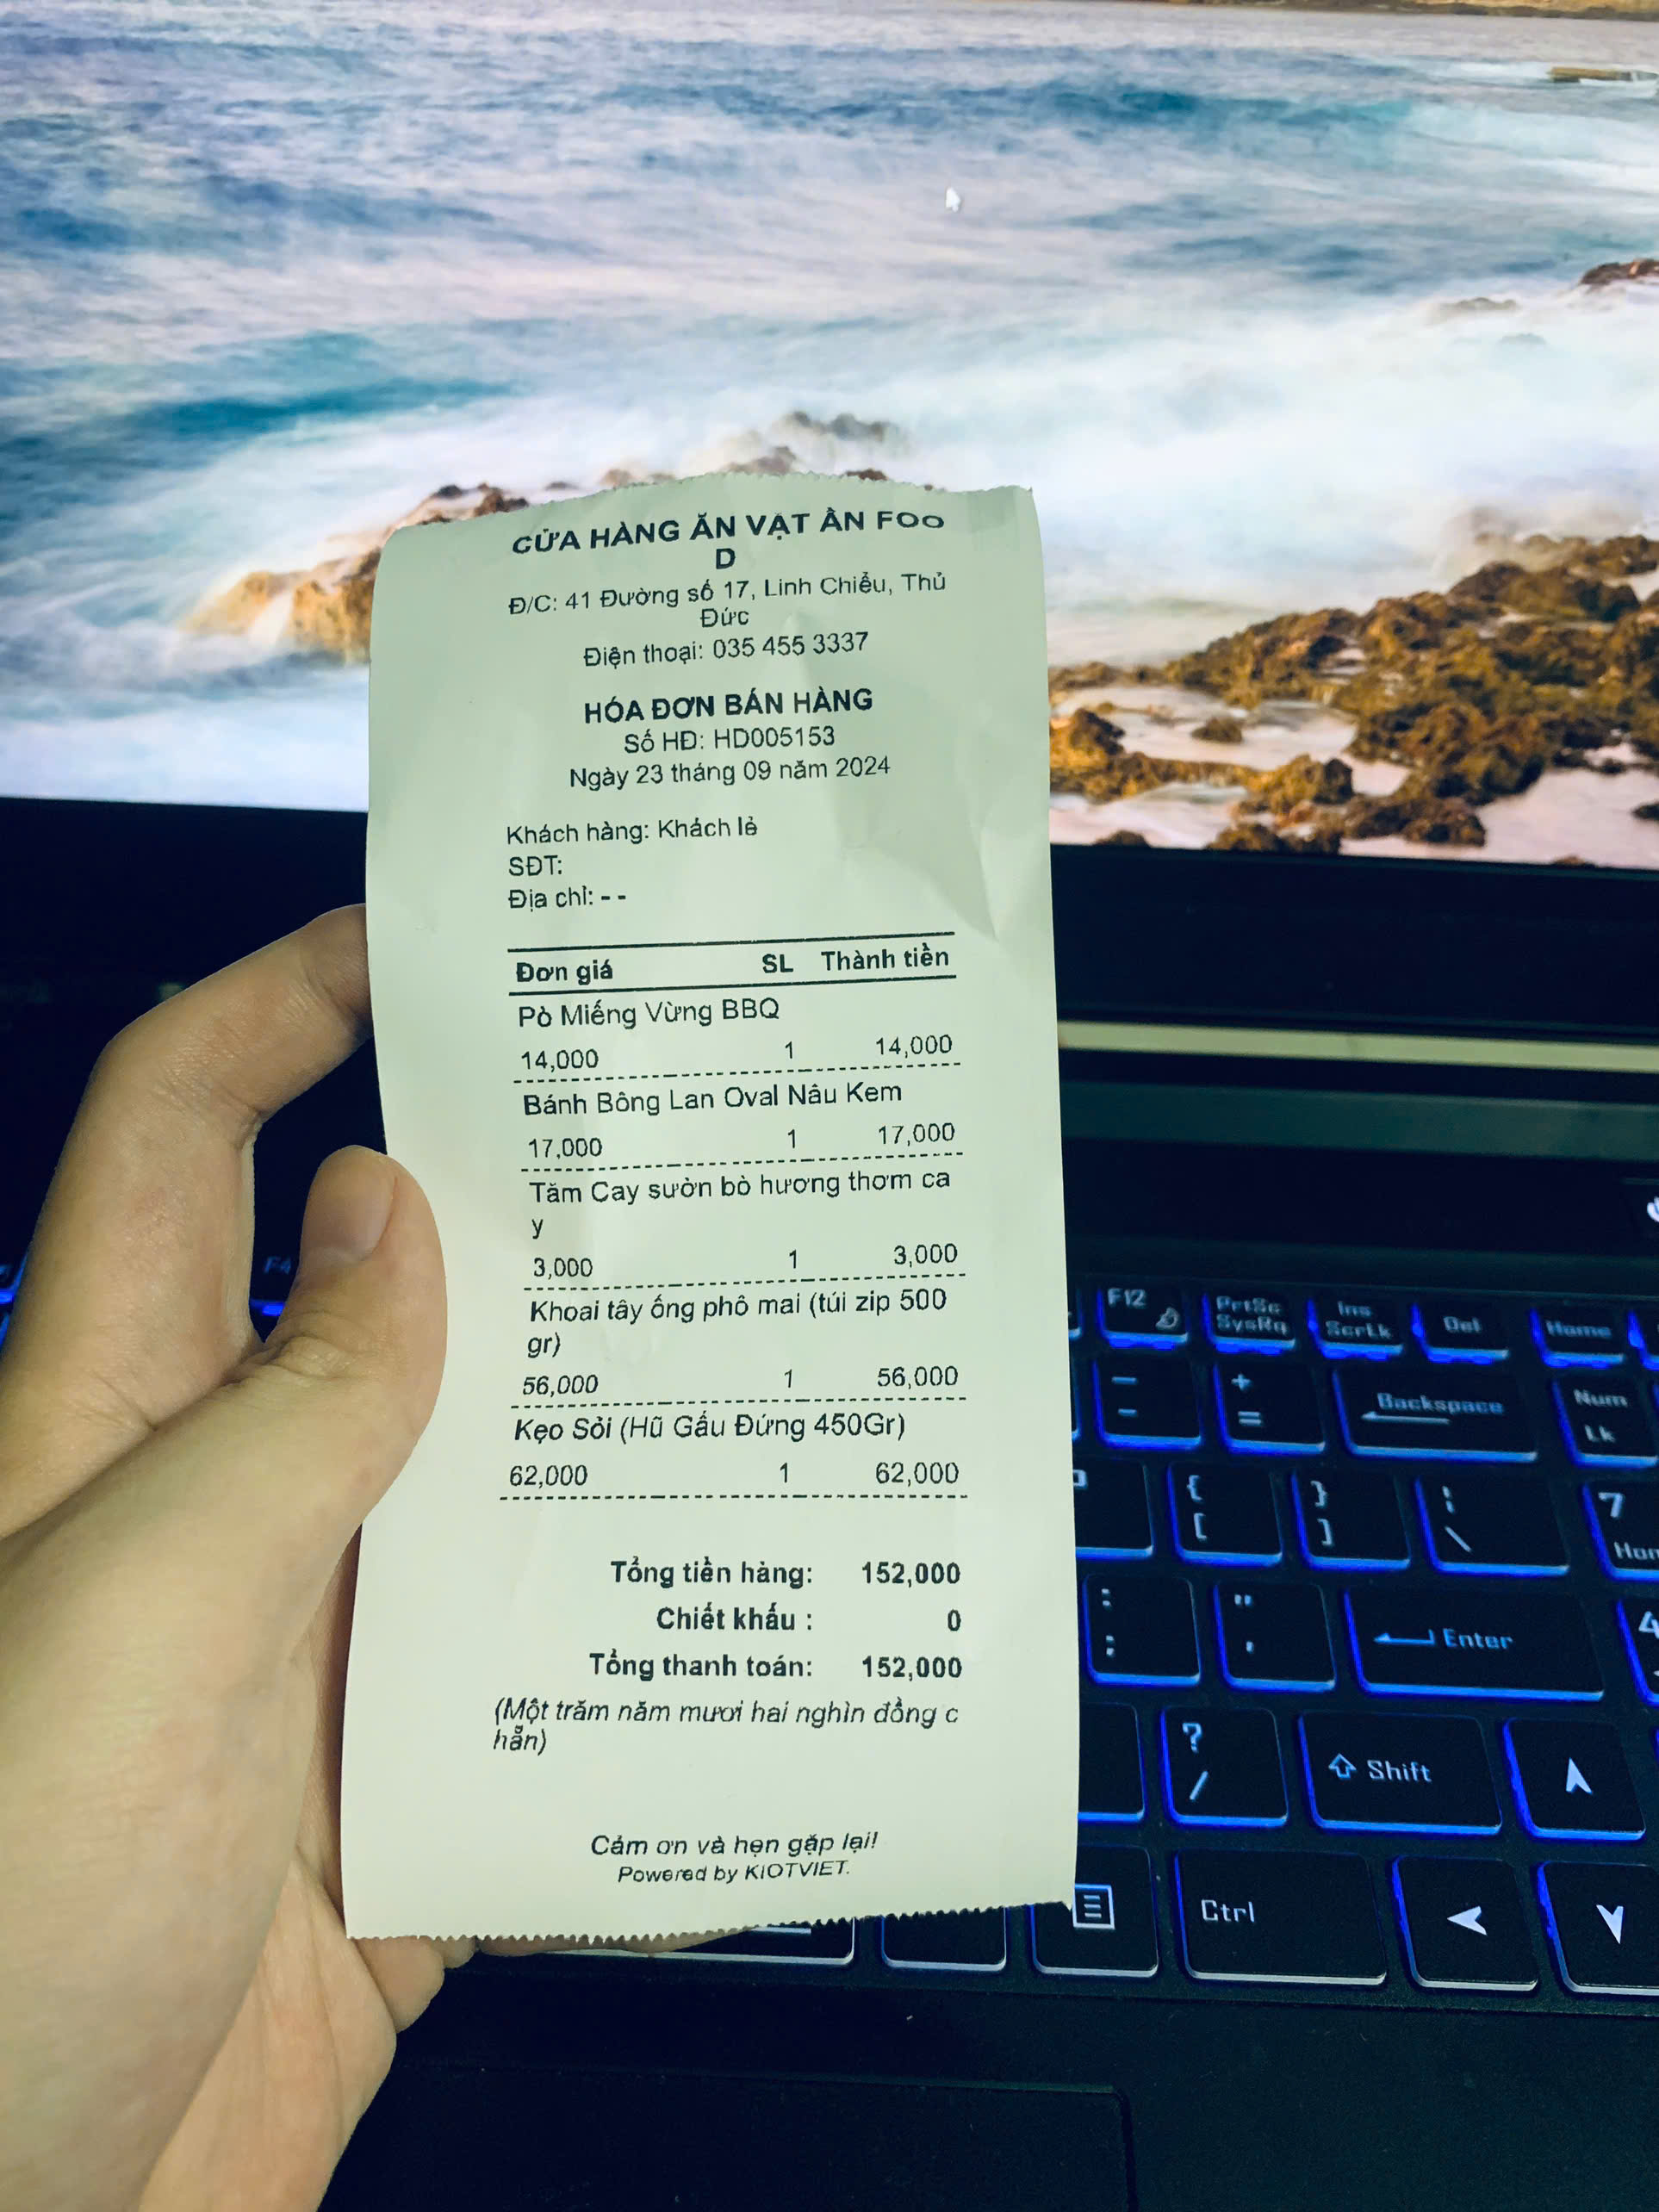 CỬA HÀNG ĂN VẶT ÂN FOO
D
Đ/C: 41 Đường số 17, Linh Chiểu, Thủ
Đức
Điện thoại: 035 455 3337
HÓA ĐƠN BÁN HÀNG
Số HĐ: HD005153
Ngày 23 tháng 09 năm 2024
Khách hàng: Khách lẻ
SĐT:
Địa chỉ: - -
Đơn giá SL Thành tiền
Pò Miếng Vừng BBQ
14,000 1 14,000
Bánh Bông Lan Oval Nâu Kem
17,000 1 17,000
Tăm Cay sườn bò hương thơm ca
y
3,000 1 3,000
Khoai tây ống phô mai (túi zip 500
gr)
56,000 1 56,000
Kẹo Sỏi (Hũ Gấu Đứng 450Gr)
62,000 1 62,000
Tổng tiền hàng: 152,000
Chiết khấu : 0
Tổng thanh toán: 152,000
(Một trăm năm mươi hai nghìn đồng c
hẵn)
Cảm ơn và hẹn gặp lại!
Powered by KIOTVIET.
F4
F12 PrtSc Ins Del Home
SysRq ScrLk
— + Backspace Num
- = Lk
{ } 7
[ ] \
: " Enter 4
; '
? Shift
/
Ctrl